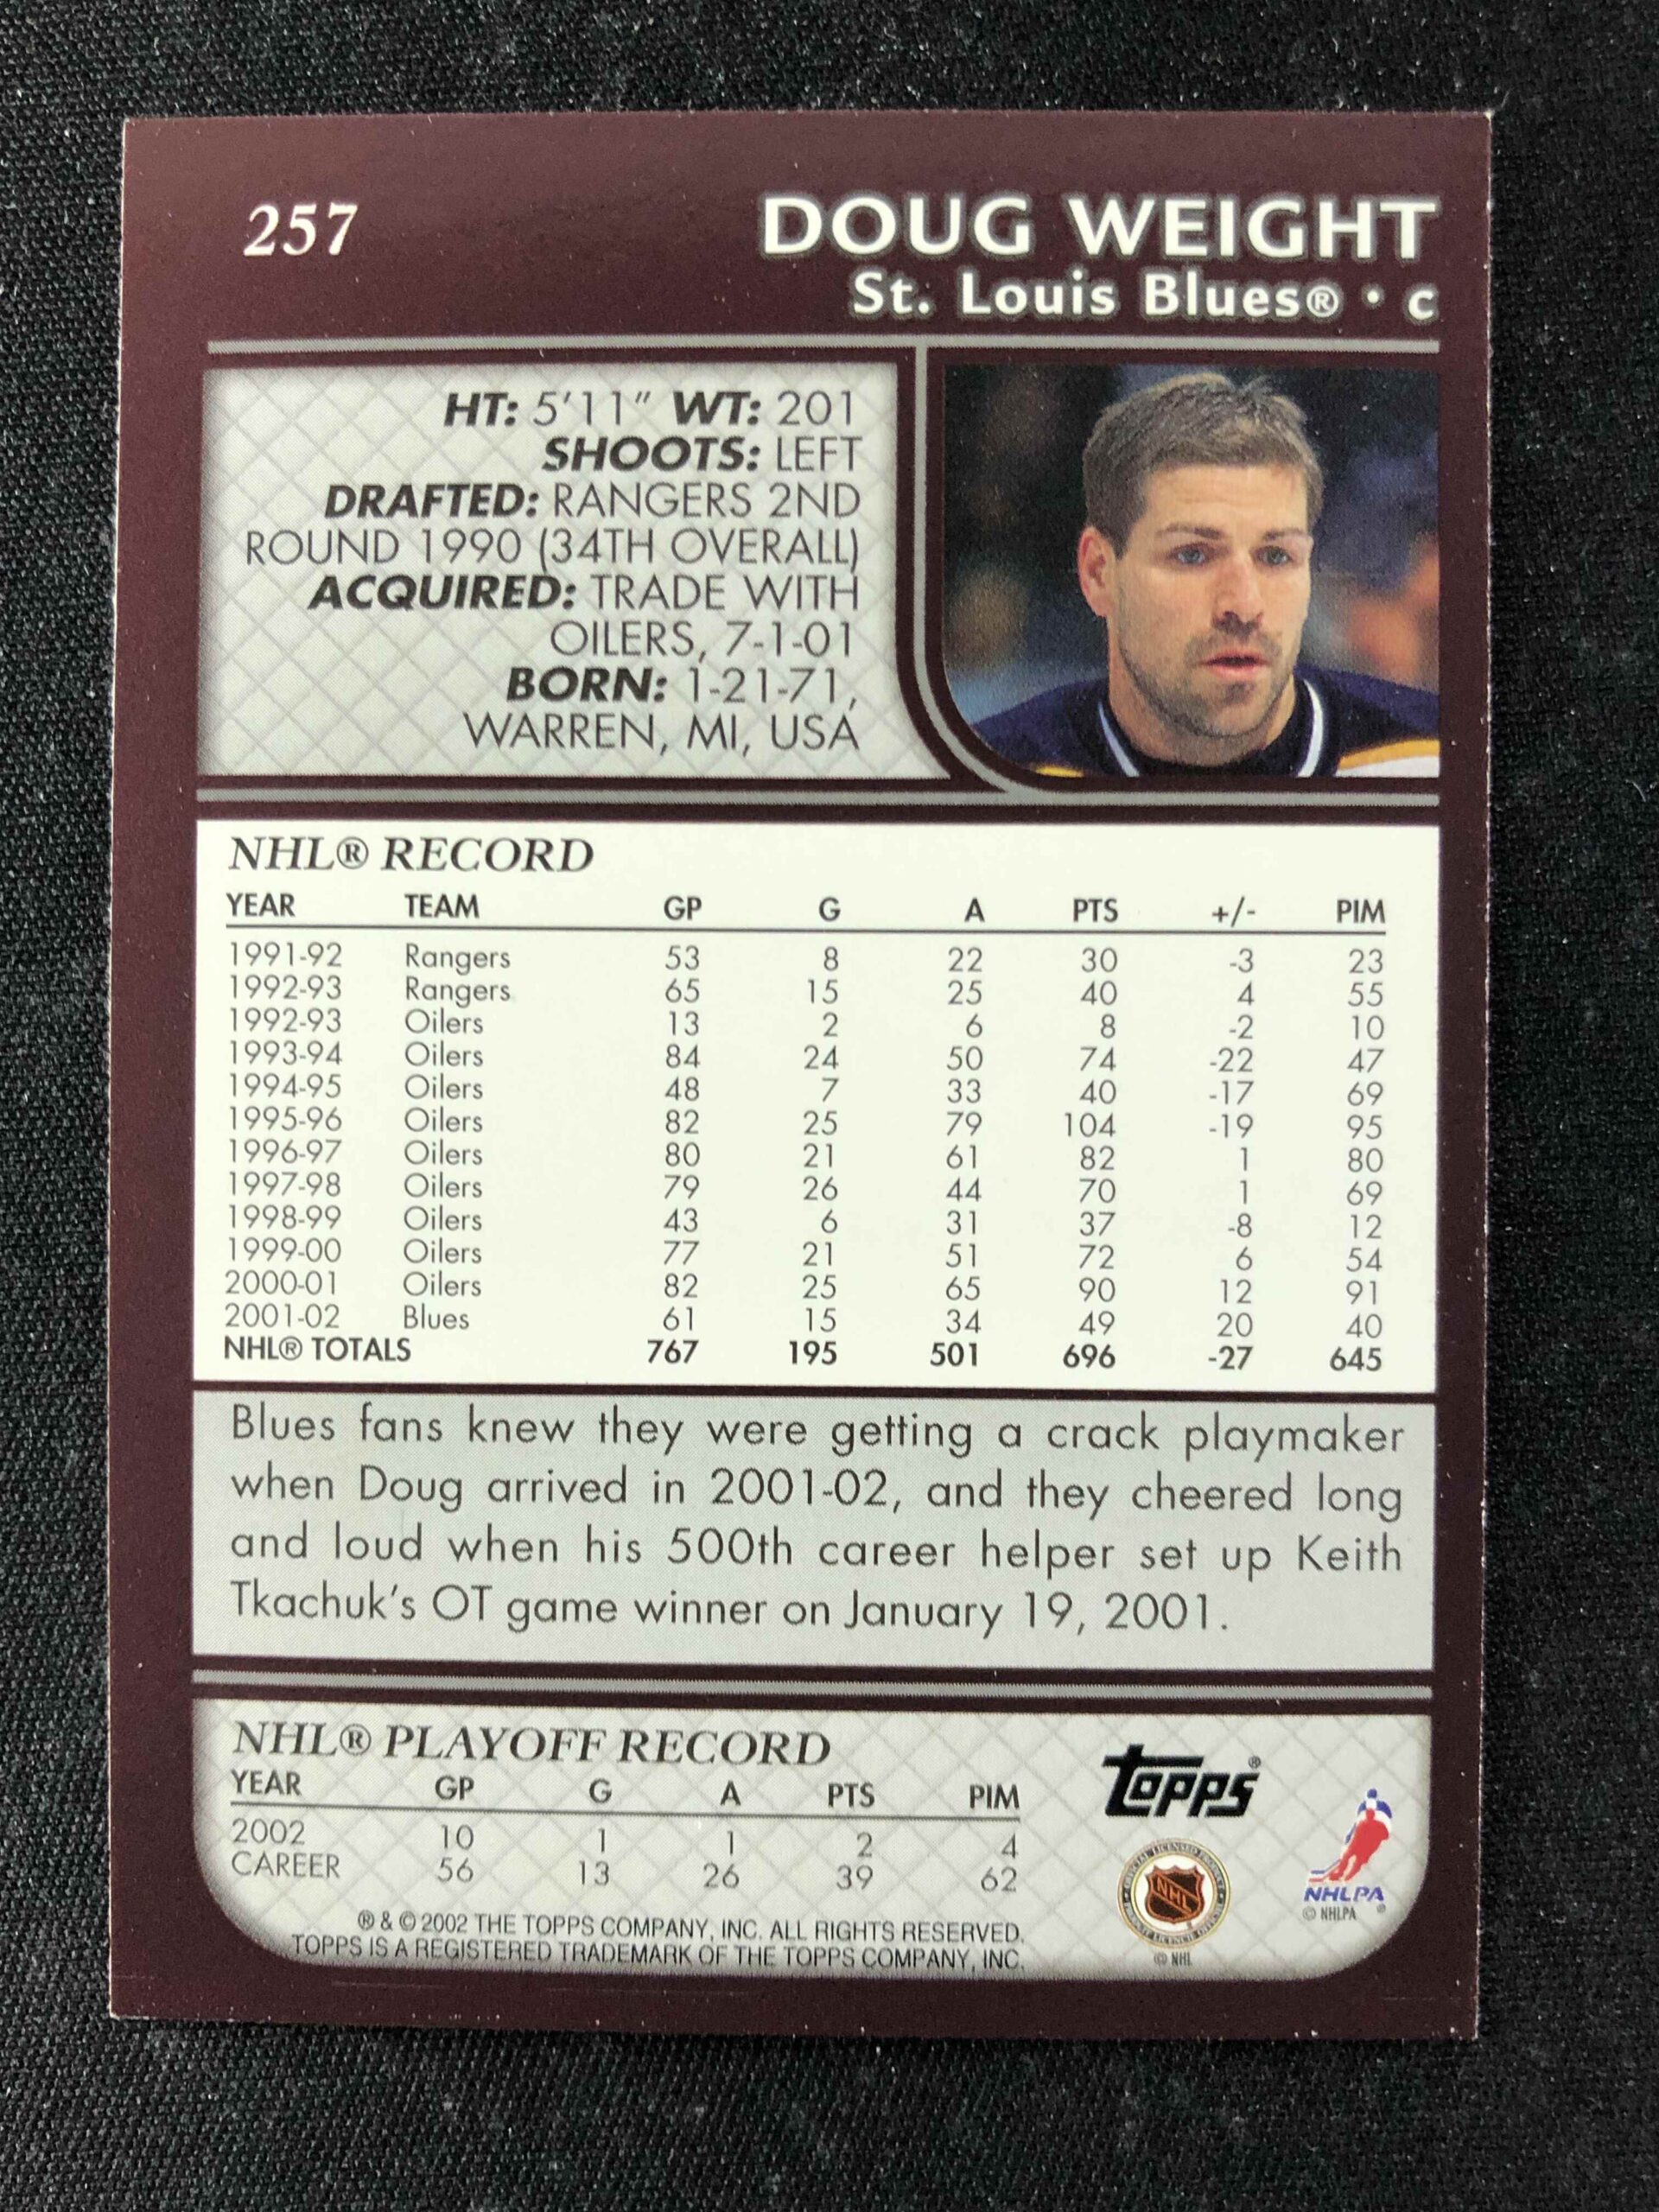 257
DOUG WEIGHT
St. Louis Blues® • C
HT: 5'11" WT: 201
SHOOTS: LEFT
DRAFTED: RANGERS 2ND
ROUND 1990 (34TH OVERALL)
ACQUIRED: TRADE WITH
OILERS, 7-1-01
BORN: 1-21-71,
WARREN, MI, USA
NHL® RECORD
YEAR TEAM GP G A PTS +/- PIM
1991-92 Rangers 53 8 22 30 -3 23
1992-93 Rangers 65 15 25 40 4 55
1992-93 Oilers 13 2 6 8 -2 10
1993-94 Oilers 84 24 50 74 -22 47
1994-95 Oilers 48 7 33 40 -17 69
1995-96 Oilers 82 25 79 104 -19 95
1996-97 Oilers 80 21 61 82 1 80
1997-98 Oilers 79 26 44 70 1 69
1998-99 Oilers 43 6 31 37 -8 12
1999-00 Oilers 77 21 51 72 6 54
2000-01 Oilers 82 25 65 90 12 91
2001-02 Blues 61 15 34 49 20 40
NHL® TOTALS 767 195 501 696 -27 645
Blues fans knew they were getting a crack playmaker
when Doug arrived in 2001-02, and they cheered long
and loud when his 500th career helper set up Keith
Tkachuk's OT game winner on January 19, 2001.
NHL® PLAYOFF RECORD
YEAR GP G A PTS PIM
2002 10 1 1 2 4
CAREER 56 13 26 39 62
® & © 2002 THE TOPPS COMPANY, INC. ALL RIGHTS RESERVED.
TOPPS IS A REGISTERED TRADEMARK OF THE TOPPS COMPANY, INC.
Topps®
NHL
© NHL
NHLPA ®
© NHLPA